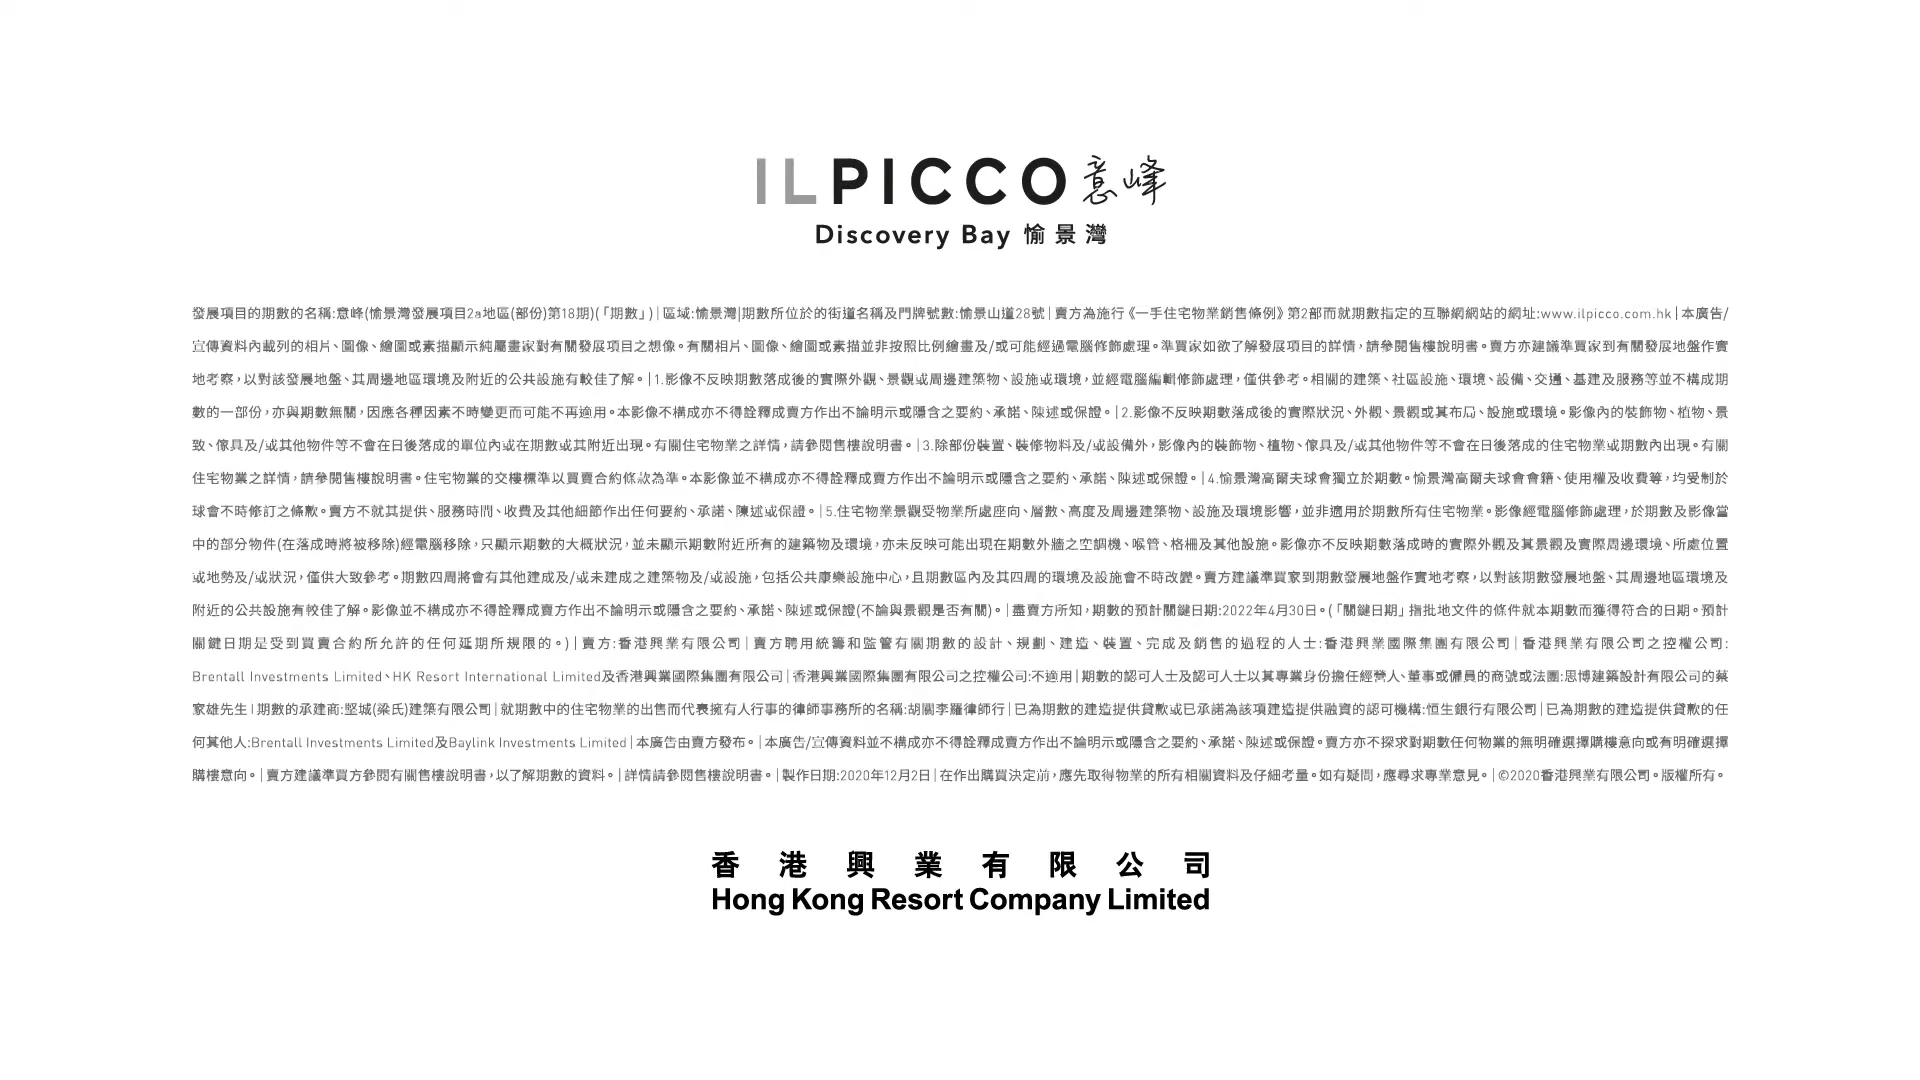 ILPICCO 意峰
Discovery Bay 愉景灣
發展項目的期數的名稱:意峰(愉景灣發展項目2a地區(部份)第18期)(「期數」)|區域:愉景灣|期數所位於的街道名稱及門牌號數:愉景山道28號|賣方為施行《一手住宅物業銷售條例》第2部而就期數指定的互聯網網站的網址:www.ilpicco.com.hk|本廣告/
宣傳資料內載列的相片、圖像、繪圖或素描顯示純屬畫家對有關發展項目之想像。有關相片、圖像、繪圖或素描並非按照比例繪畫及/或可能經過電腦修飾處理。準買家如欲了解發展項目的詳情,請參閱售樓說明書。賣方亦建議準買家到有關發展地盤作實
地考察,以對該發展地盤、其周邊地區環境及附近的公共設施有較佳了解。|1.影像不反映期數落成後的實際外觀、景觀或周邊建築物、設施或環境,並經電腦編輯修飾處理,僅供參考。相關的建築、社區設施、環境、設備、交通、基建及服務等並不構成期
數的一部份,亦與期數無關,因應各種因素不時變更而可能不再適用。本影像不構成亦不得詮釋成賣方作出不論明示或隱含之要約、承諾、陳述或保證。|2.影像不反映期數落成後的實際狀況、外觀、景觀或其布局、設施或環境。影像內的裝飾物、植物、景
致、傢具及/或其他物件等不會在日後落成的單位內或在期數或其附近出現。有關住宅物業之詳情,請參閱售樓說明書。|3.除部份裝置、裝修物料及/或設備外,影像內的裝飾物、植物、傢具及/或其他物件等不會在日後落成的住宅物業或期數內出現。有關
住宅物業之詳情,請參閱售樓說明書。住宅物業的交樓標準以買賣合約條款為準。本影像並不構成亦不得詮釋成賣方作出不論明示或隱含之要約、承諾、陳述或保證。|4.愉景灣高爾夫球會獨立於期數。愉景灣高爾夫球會會籍、使用權及收費等,均受制於
球會不時修訂之條款。賣方不就其提供、服務時間、收費及其他細節作出任何要約、承諾、陳述或保證。|5.住宅物業景觀受物業所處座向、層數、高度及周邊建築物、設施及環境影響,並非適用於期數所有住宅物業。影像經電腦修飾處理,於期數及影像當
中的部分物件(在落成時將被移除)經電腦移除,只顯示期數的大概狀況,並未顯示期數附近所有的建築物及環境,亦未反映可能出現在期數外牆之空調機、喉管、格柵及其他設施。影像亦不反映期數落成時的實際外觀及其景觀及實際周邊環境、所處位置
或地勢及/或狀況,僅供大致參考。期數四周將會有其他建成及/或未建成之建築物及/或設施,包括公共康樂設施中心,且期數區內及其四周的環境及設施會不時改變。賣方建議準買家到期數發展地盤作實地考察,以對該期數發展地盤、其周邊地區環境及
附近的公共設施有較佳了解。影像並不構成亦不得詮釋成賣方作出不論明示或隱含之要約、承諾、陳述或保證(不論與景觀是否有關)。|盡賣方所知,期數的預計關鍵日期:2022年4月30日。(「關鍵日期」指批地文件的條件就本期數而獲得符合的日期。預計
關鍵日期是受到買賣合約所允許的任何延期所規限的。)|賣方:香港興業有限公司|賣方聘用統籌和監管有關期數的設計、規劃、建造、裝置、完成及銷售的過程的人士:香港興業國際集團有限公司|香港興業有限公司之控權公司:
Brentall Investments Limited、HK Resort International Limited及香港興業國際集團有限公司|香港興業國際集團有限公司之控權公司:不適用|期數的認可人士及認可人士以其專業身份擔任經營人、董事或僱員的商號或法團:思博建築設計有限公司的蔡
家雄先生|期數的承建商:堅城(梁氏)建築有限公司|就期數中的住宅物業的出售而代表擁有人行事的律師事務所的名稱:胡關李羅律師行|已為期數的建造提供貸款或已承諾為該項建造提供融資的認可機構:恒生銀行有限公司|已為期數的建造提供貸款的任
何其他人:Brentall Investments Limited及Baylink Investments Limited|本廣告由賣方發布。|本廣告/宣傳資料並不構成亦不得詮釋成賣方作出不論明示或隱含之要約、承諾、陳述或保證。賣方亦不探求對期數任何物業的無明確選擇購樓意向或有明確選擇
購樓意向。|賣方建議準買方參閱有關售樓說明書,以了解期數的資料。|詳情請參閱售樓說明書。|製作日期:2020年12月2日|在作出購買決定前,應先取得物業的所有相關資料及仔細考量。如有疑問,應尋求專業意見。|©2020香港興業有限公司。版權所有。
香港興業有限公司
Hong Kong Resort Company Limited